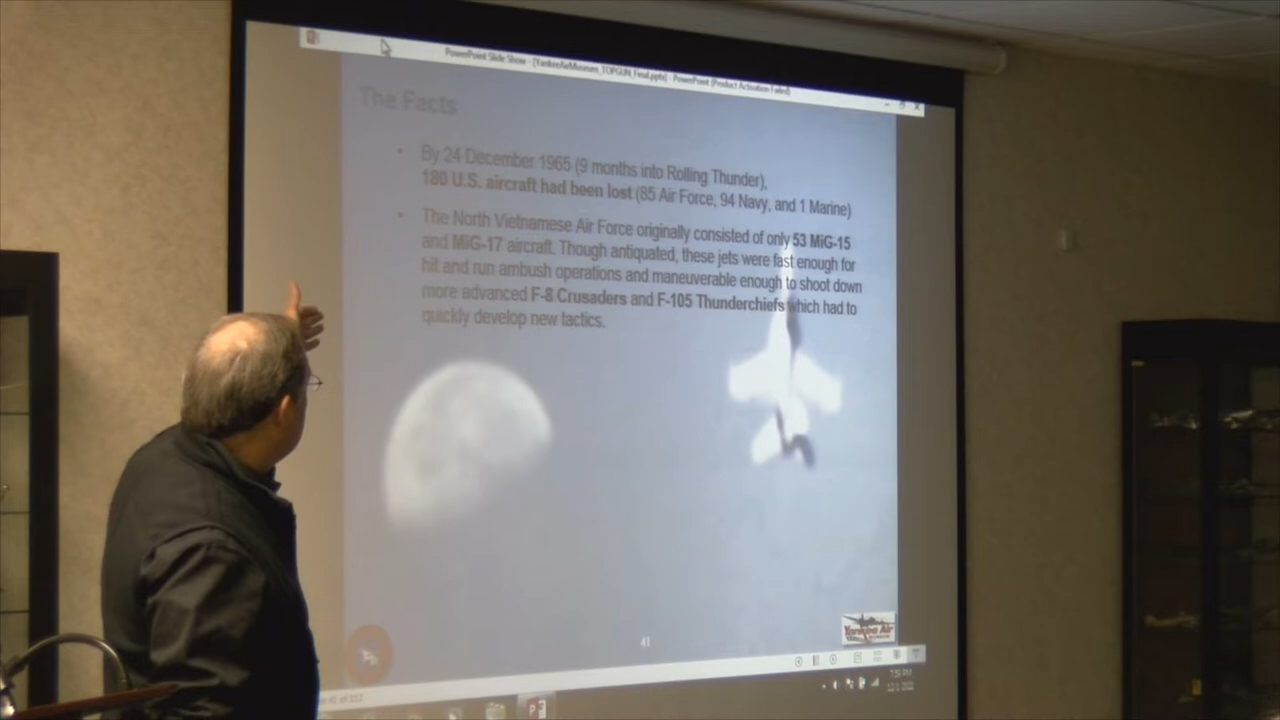 PowerPoint Slide Show - [YankeeAirMuseum_TOPGUN_Final.pptx] - PowerPoint (Product Activation Failed)
The Facts
• By 24 December 1965 (9 months into Rolling Thunder),
180 U.S. aircraft had been lost (85 Air Force, 94 Navy, and 1 Marine)
• The North Vietnamese Air Force originally consisted of only 53 MiG-15
and MiG-17 aircraft. Though antiquated, these jets were fast enough for
hit and run ambush operations and maneuverable enough to shoot down
more advanced F-8 Crusaders and F-105 Thunderchiefs which had to
quickly develop new tactics.
41
Yankee Air